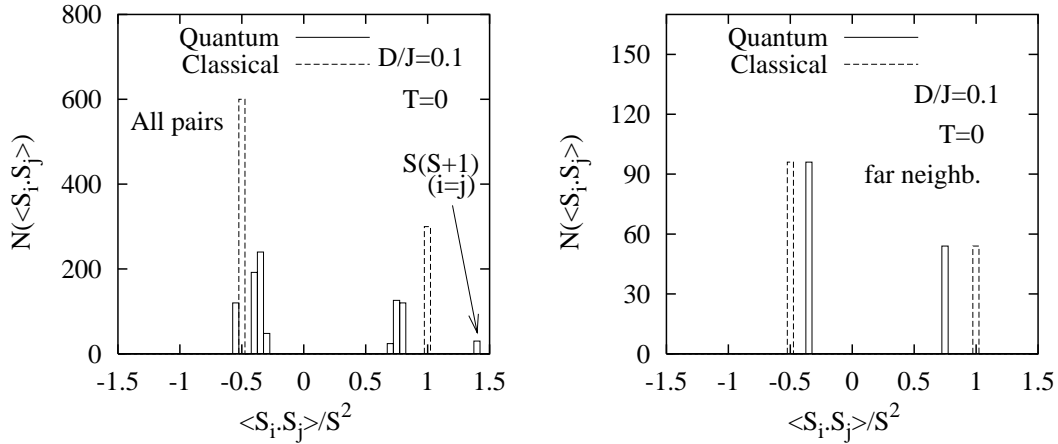 800
600
400
200
0
N(<S_i.S_j>)
Quantum
Classical
D/J=0.1
T=0
All pairs
S(S+1)
(i=j)
-1.5 -1 -0.5 0 0.5 1 1.5
<S_i.S_j>/S^2
150
120
90
60
30
0
N(<S_i.S_j>)
Quantum
Classical
D/J=0.1
T=0
far neighb.
-1.5 -1 -0.5 0 0.5 1 1.5
<S_i.S_j>/S^2